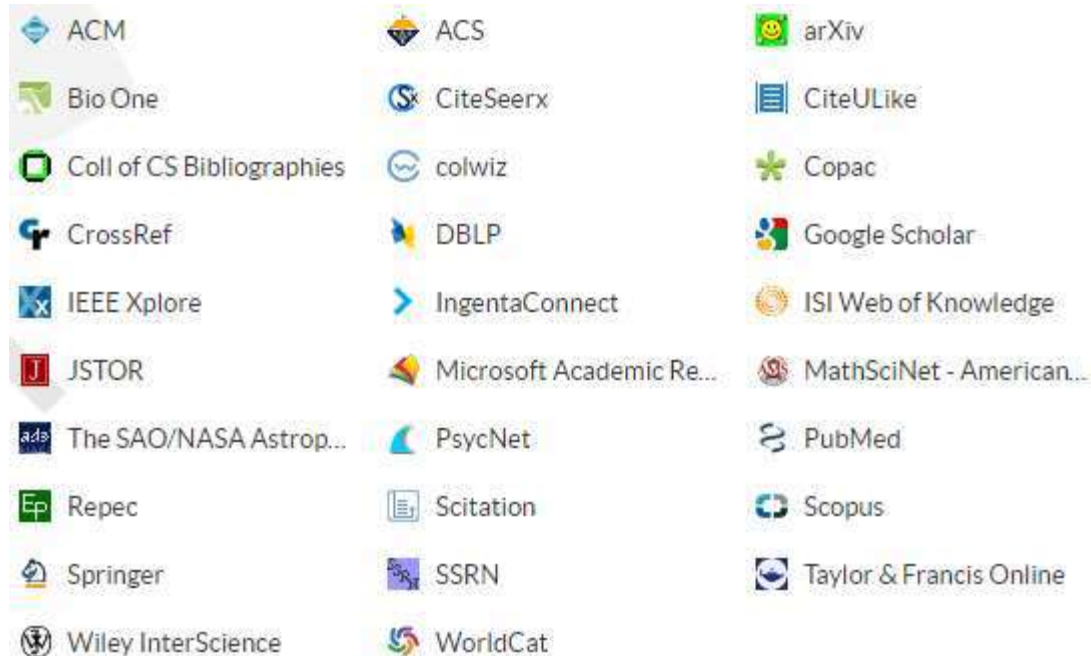 ACM ACS arXiv
Bio One CiteSeerx CiteULike
Coll of CS Bibliographies colwiz Copac
CrossRef DBLP Google Scholar
IEEE Xplore IngentaConnect ISI Web of Knowledge
JSTOR Microsoft Academic Re... MathSciNet - American...
The SAO/NASA Astrop... PsycNet PubMed
Repec Scitation Scopus
Springer SSRN Taylor & Francis Online
Wiley InterScience WorldCat